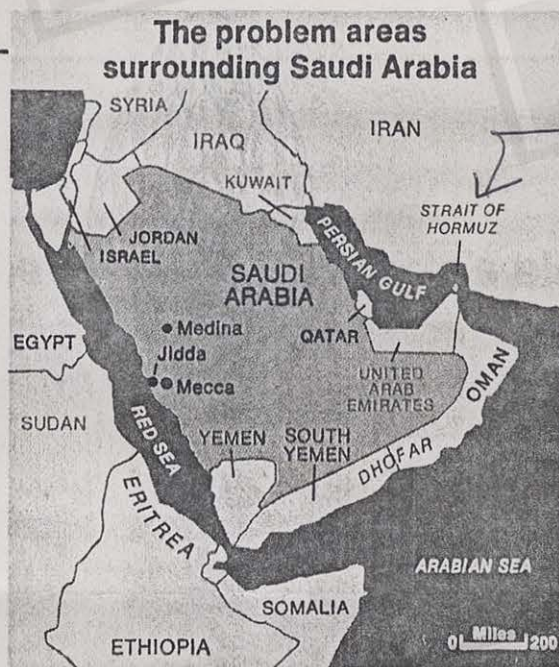 The problem areas
surrounding Saudi Arabia
SYRIA
IRAQ
IRAN
KUWAIT
STRAIT OF
HORMUZ
JORDAN
ISRAEL
PERSIAN GULF
SAUDI
ARABIA
EGYPT
Medina
Jidda
Mecca
QATAR
UNITED
ARAB
EMIRATES
OMAN
SUDAN
RED SEA
YEMEN
SOUTH
YEMEN
DHOFAR
ERITREA
ARABIAN SEA
SOMALIA
ETHIOPIA
Miles
0 200